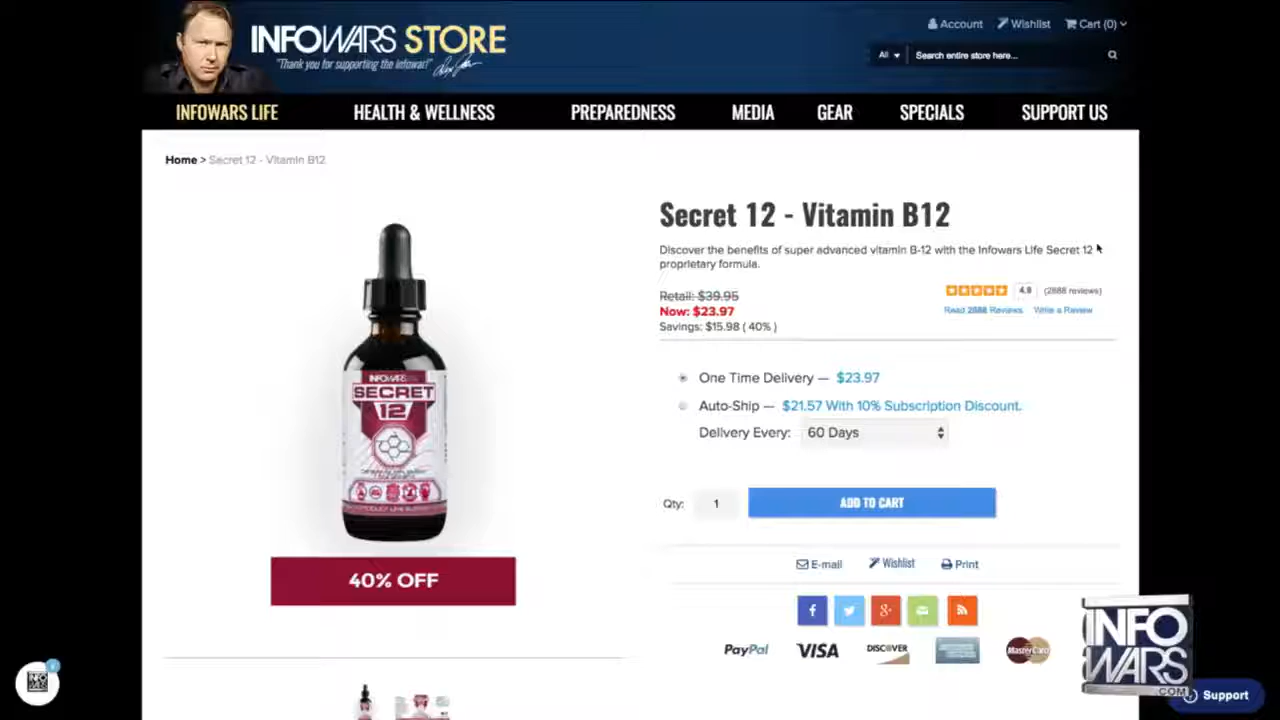 INFOWARS STORE
"Thank you for supporting the infowar!"
Account
Wishlist
Cart (0)
All
Search entire store here...
INFOWARS LIFE
HEALTH & WELLNESS
PREPAREDNESS
MEDIA
GEAR
SPECIALS
SUPPORT US
Home > Secret 12 - Vitamin B12
INFOWARS
SECRET
12
40% OFF
Secret 12 - Vitamin B12
Discover the benefits of super advanced vitamin B-12 with the Infowars Life Secret 12
proprietary formula.
Retail: $39.95
Now: $23.97
Savings: $15.98 ( 40% )
4.8 (2888 reviews)
Read 2888 Reviews Write a Review
One Time Delivery — $23.97
Auto-Ship — $21.57 With 10% Subscription Discount.
Delivery Every: 60 Days
Qty: 1
ADD TO CART
E-mail
Wishlist
Print
PayPal
VISA
DISCOVER
MasterCard
INFO
WARS
.COM
Support